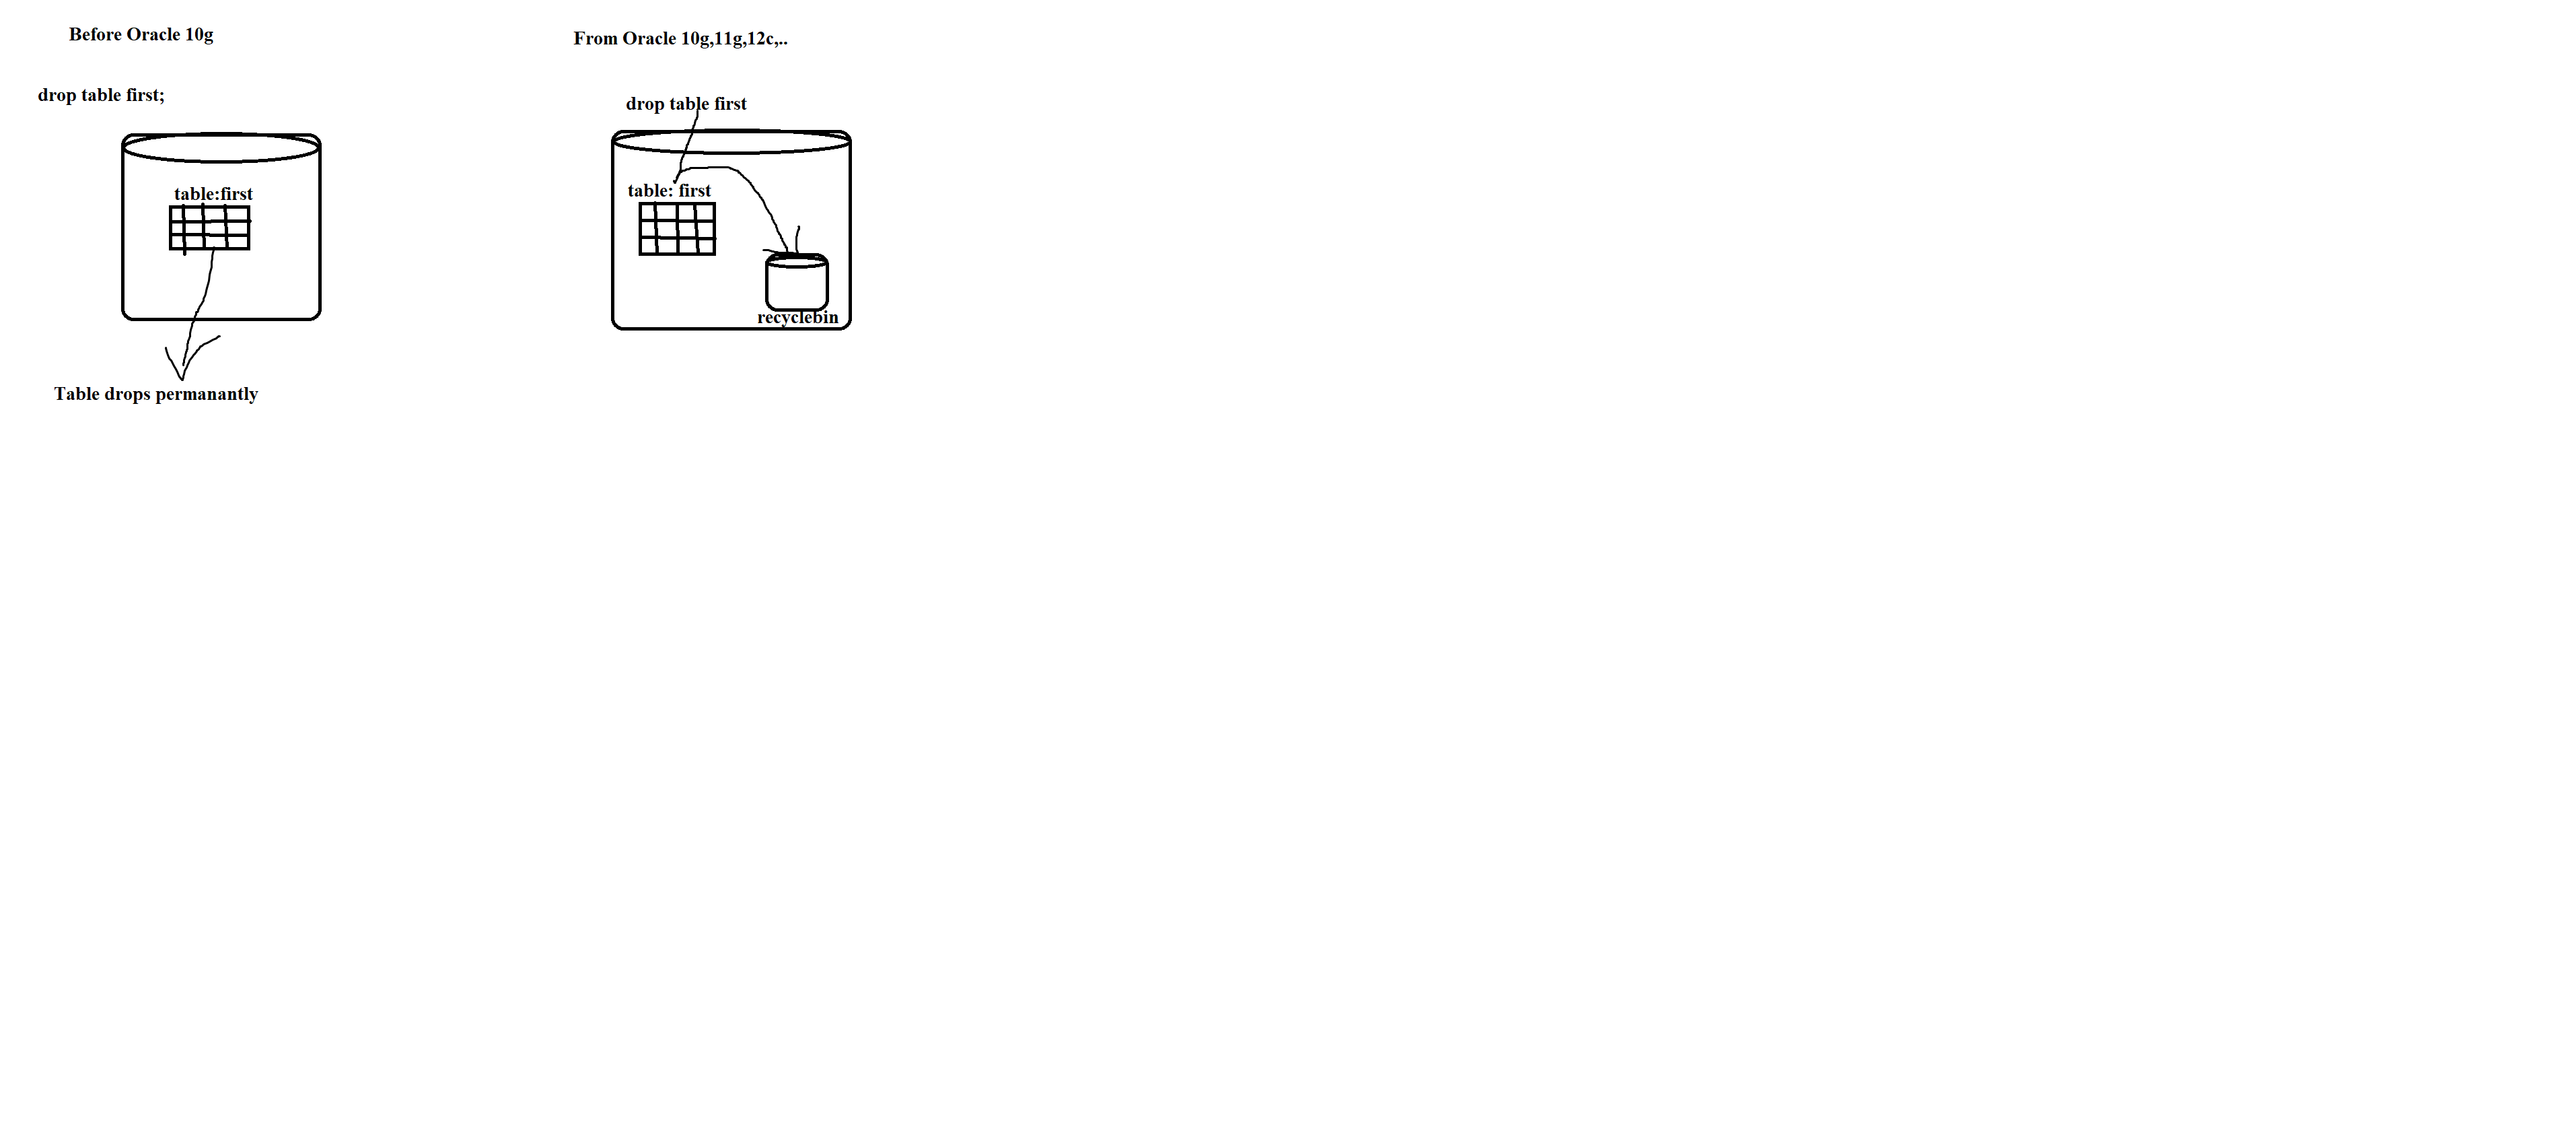 Before Oracle 10g
drop table first;
table:first
Table drops permanantly
From Oracle 10g,11g,12c,..
drop table first
table: first
recyclebin